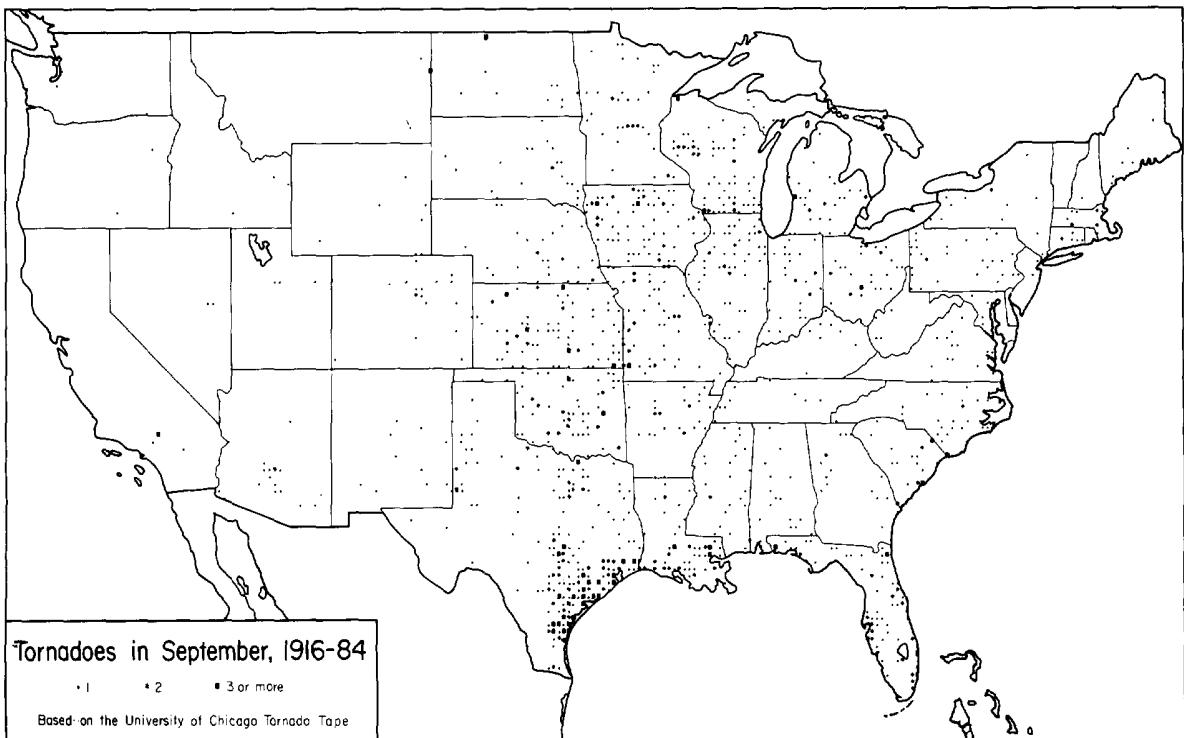 Tornadoes in September, 1916-84
• 1 * 2 ■ 3 or more
Based on the University of Chicago Tornado Tape